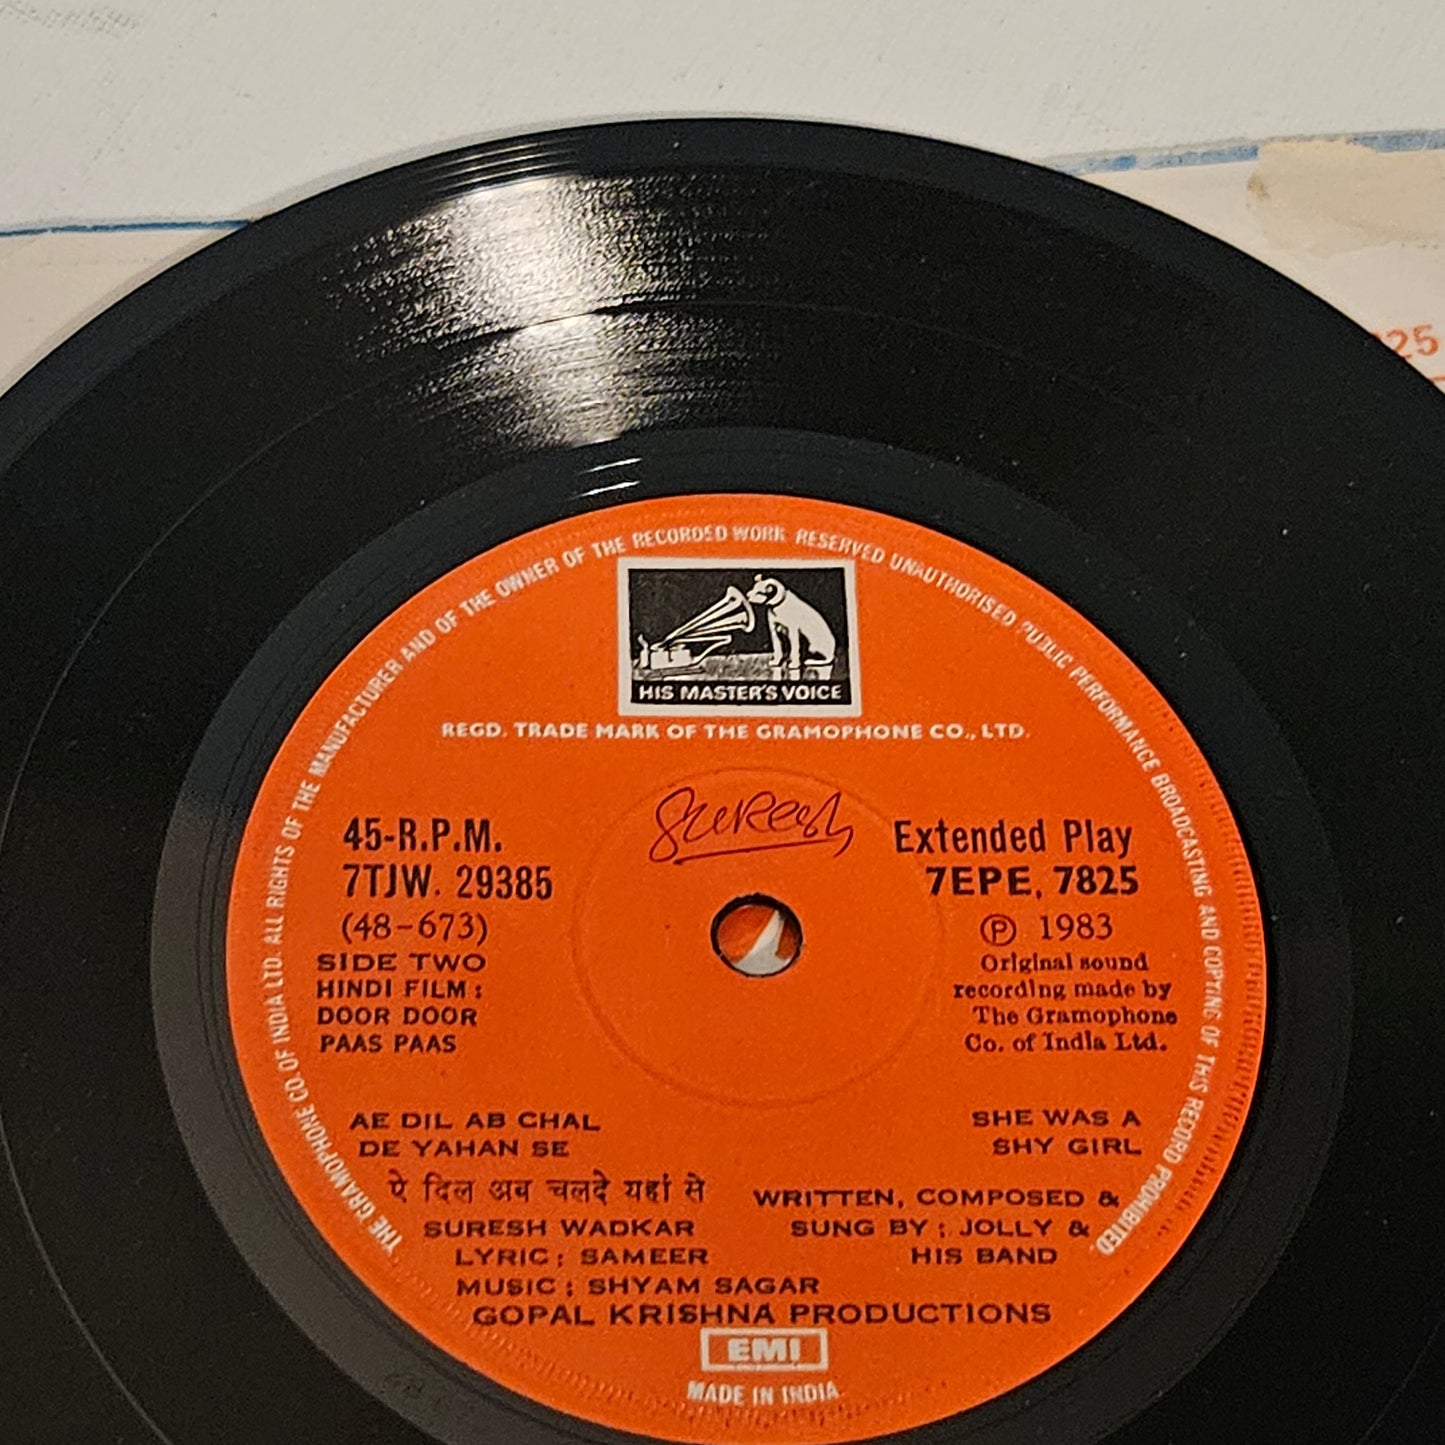 THE GRAMOPHONE CO. OF INDIA LTD. ALL RIGHTS OF THE MANUFACTURER AND OF THE OWNER OF THE RECORDED WORK RESERVED UNAUTHORISED PUBLIC PERFORMANCE BROADCASTING AND COPYING OF THIS RECORD PROHIBITED.
HIS MASTER'S VOICE
REGD. TRADE MARK OF THE GRAMOPHONE CO., LTD.
Suresh
45-R.P.M.
7TJW. 29385
(48-673)
SIDE TWO
HINDI FILM :
DOOR DOOR
PAAS PAAS
Extended Play
7EPE, 7825
Ⓟ 1983
Original sound
recording made by
The Gramophone
Co. of India Ltd.
AE DIL AB CHAL
DE YAHAN SE
ऐ दिल अब चलदे यहां से
SURESH WADKAR
LYRIC : SAMEER
MUSIC : SHYAM SAGAR
SHE WAS A
SHY GIRL
WRITTEN, COMPOSED &
SUNG BY : JOLLY &
HIS BAND
GOPAL KRISHNA PRODUCTIONS
EMI
MADE IN INDIA
25